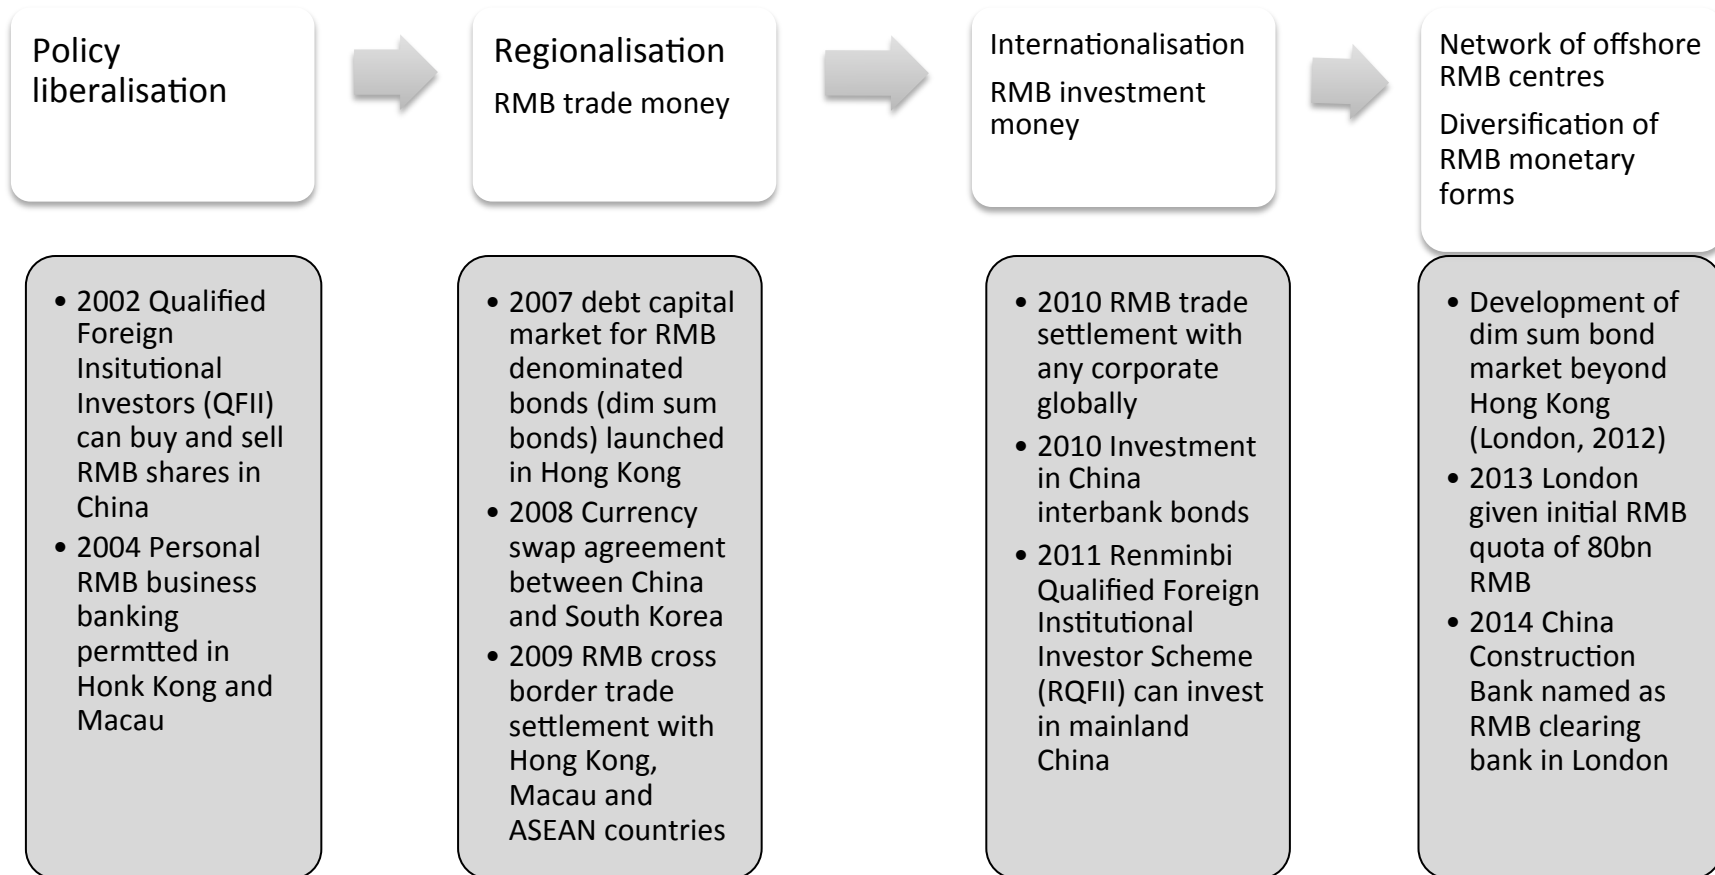 Policy
liberalisation
Regionalisation
RMB trade money
Internationalisation
RMB investment
money
Network of offshore
RMB centres
Diversification of
RMB monetary
forms
• 2002 Qualified
Foreign
Insitutional
Investors (QFII)
can buy and sell
RMB shares in
China
• 2004 Personal
RMB business
banking
permtted in
Honk Kong and
Macau
• 2007 debt capital
market for RMB
denominated
bonds (dim sum
bonds) launched
in Hong Kong
• 2008 Currency
swap agreement
between China
and South Korea
• 2009 RMB cross
border trade
settlement with
Hong Kong,
Macau and
ASEAN countries
• 2010 RMB trade
settlement with
any corporate
globally
• 2010 Investment
in China
interbank bonds
• 2011 Renminbi
Qualified Foreign
Institutional
Investor Scheme
(RQFII) can invest
in mainland
China
• Development of
dim sum bond
market beyond
Hong Kong
(London, 2012)
• 2013 London
given initial RMB
quota of 80bn
RMB
• 2014 China
Construction
Bank named as
RMB clearing
bank in London